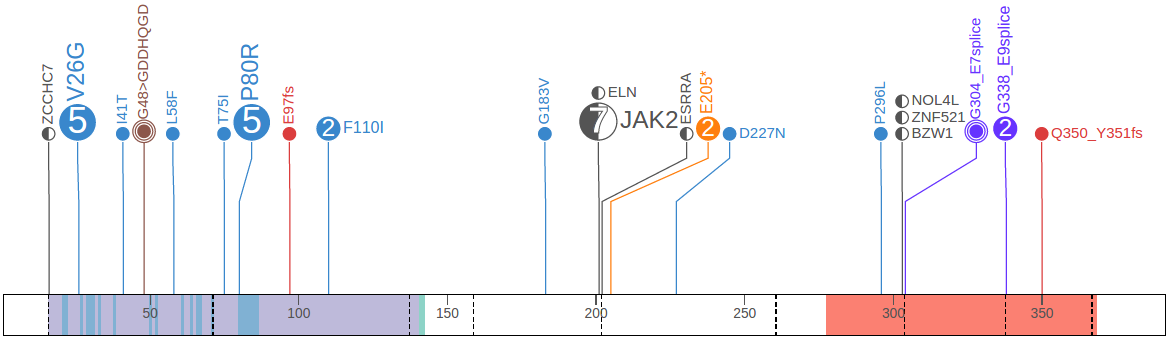 ZCCHC7
5 V26G
I41T
G48>GDDHQGD
L58F
T75I
5 P80R
E97fs
2 F110I
G183V
ELN
7 JAK2
ESRRA
2 E205*
D227N
P296L
NOL4L
ZNF521
BZW1
G304_E7splice
2 G338_E9splice
Q350_Y351fs
50 100 150 200 250 300 350